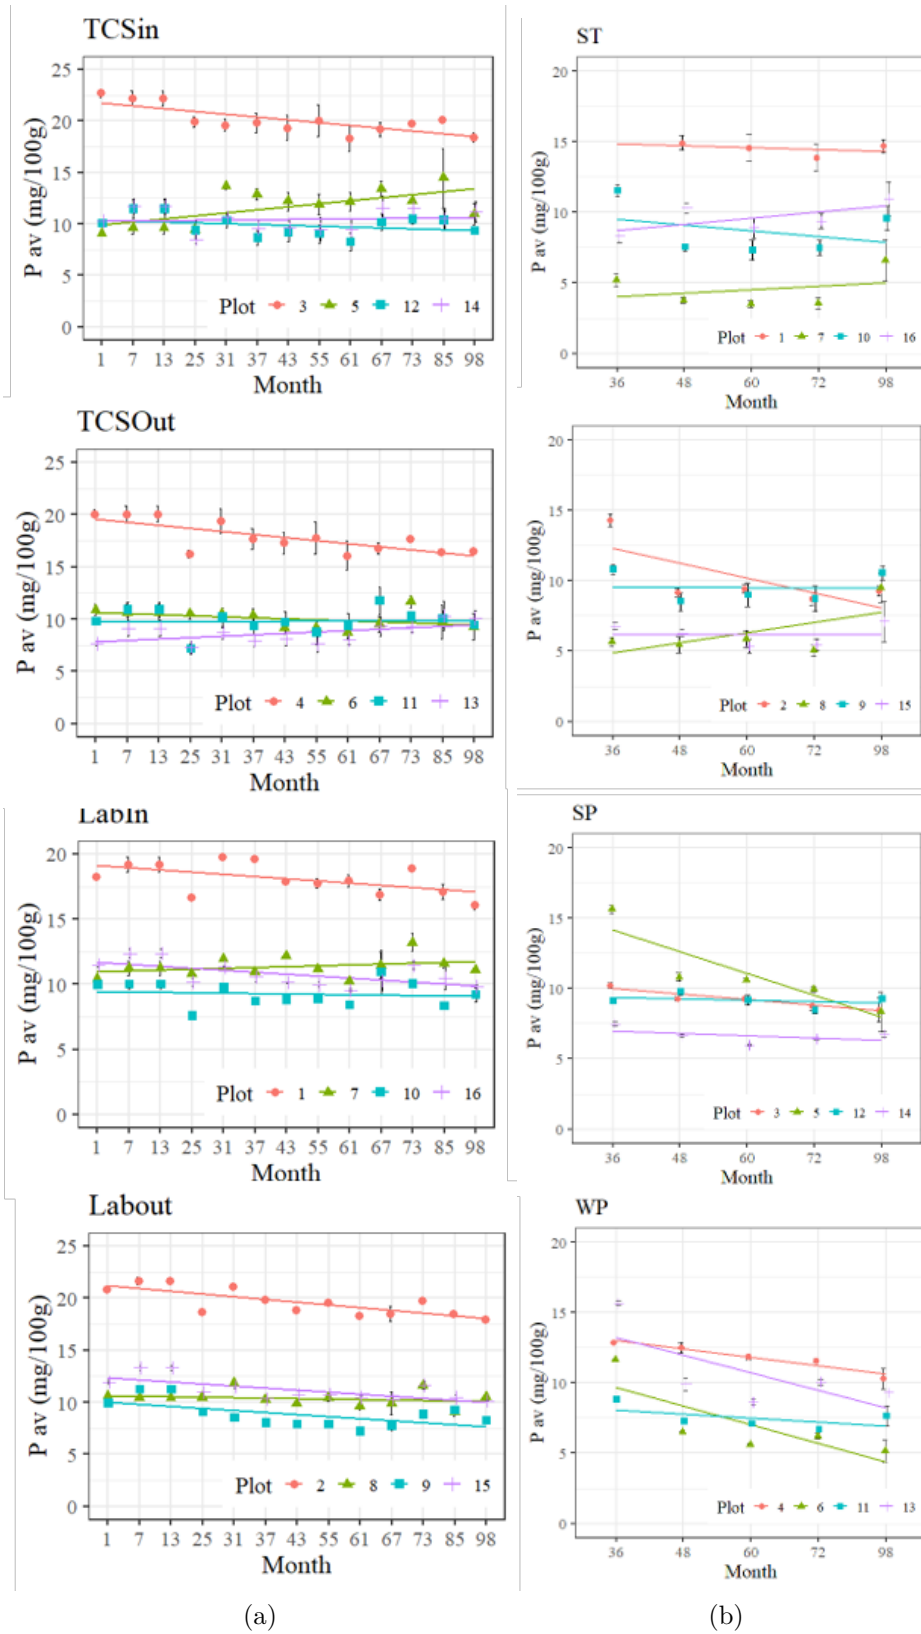 TCSin
P av (mg/100g)
25
20
15
10
5
0
Plot 3 5 12 14
1 7 13 25 31 37 43 55 61 67 73 85 98
Month
TCSOut
P av (mg/100g)
25
20
15
10
5
0
Plot 4 6 11 13
1 7 13 25 31 37 43 55 61 67 73 85 98
Month
LabIn
P av (mg/100g)
20
15
10
5
0
Plot 1 7 10 16
1 7 13 25 31 37 43 55 61 67 73 85 98
Month
Labout
P av (mg/100g)
25
20
15
10
5
0
Plot 2 8 9 15
1 7 13 25 31 37 43 55 61 67 73 85 98
Month
(a)
ST
P av (mg/100g)
20
15
10
5
0
Plot 1 7 10 16
36 48 60 72 98
Month
P av (mg/100g)
20
15
10
5
0
Plot 2 8 9 15
36 48 60 72 98
Month
SP
P av (mg/100g)
20
15
10
5
0
Plot 3 5 12 14
36 48 60 72 98
Month
WP
P av (mg/100g)
20
15
10
5
0
Plot 4 6 11 13
36 48 60 72 98
Month
(b)